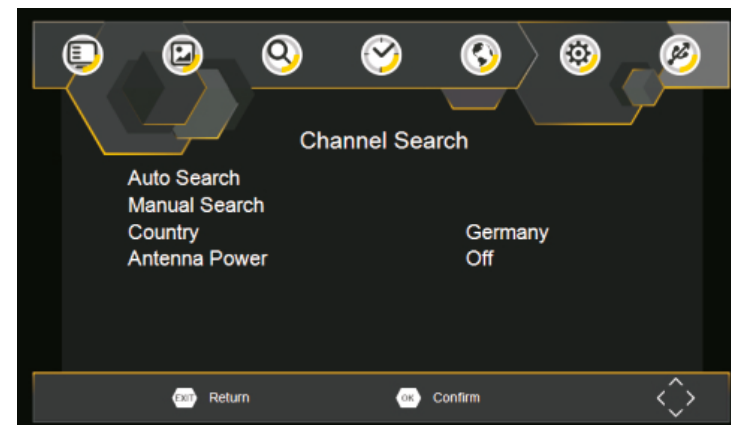 Channel Search
Auto Search
Manual Search
Country Germany
Antenna Power Off
EXIT Return OK Confirm